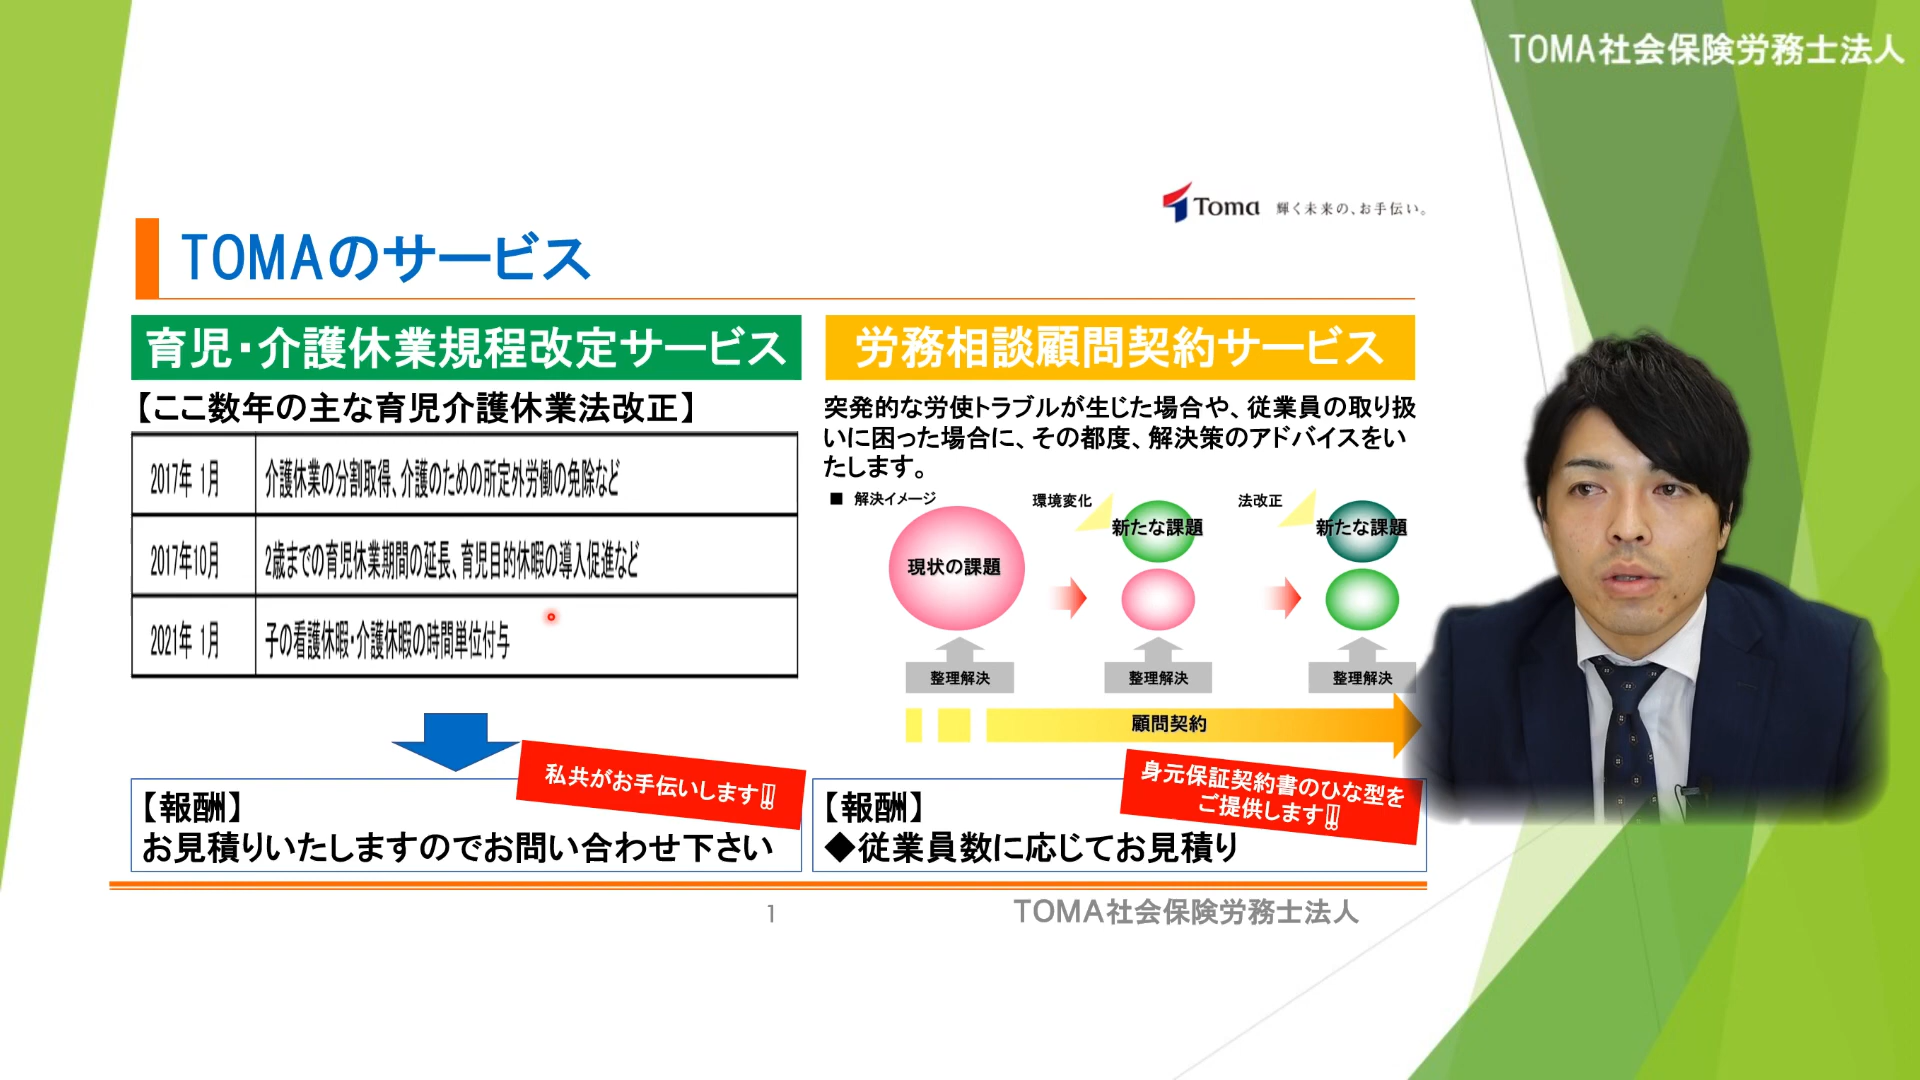 TOMA社会保険労務士法人
Toma 輝く未来の、お手伝い。
TOMAのサービス
育児・介護休業規程改定サービス
【ここ数年の主な育児介護休業法改正】
2017年 1月 介護休業の分割取得、介護のための所定外労働の免除など
2017年10月 2歳までの育児休業期間の延長、育児目的休暇の導入促進など
2021年 1月 子の看護休暇・介護休暇の時間単位付与
私共がお手伝いします!!
【報酬】
お見積りいたしますのでお問い合わせ下さい
労務相談顧問契約サービス
突発的な労使トラブルが生じた場合や、従業員の取り扱
いに困った場合に、その都度、解決策のアドバイスをい
たします。
■ 解決イメージ
環境変化
法改正
現状の課題
新たな課題
新たな課題
整理解決
整理解決
整理解決
顧問契約
身元保証契約書のひな型を
ご提供します!!
【報酬】
◆従業員数に応じてお見積り
1
TOMA社会保険労務士法人